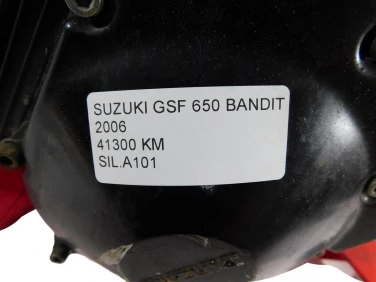 SUZUKI GSF 650 BANDIT
2006
41300 KM
SIL.A101